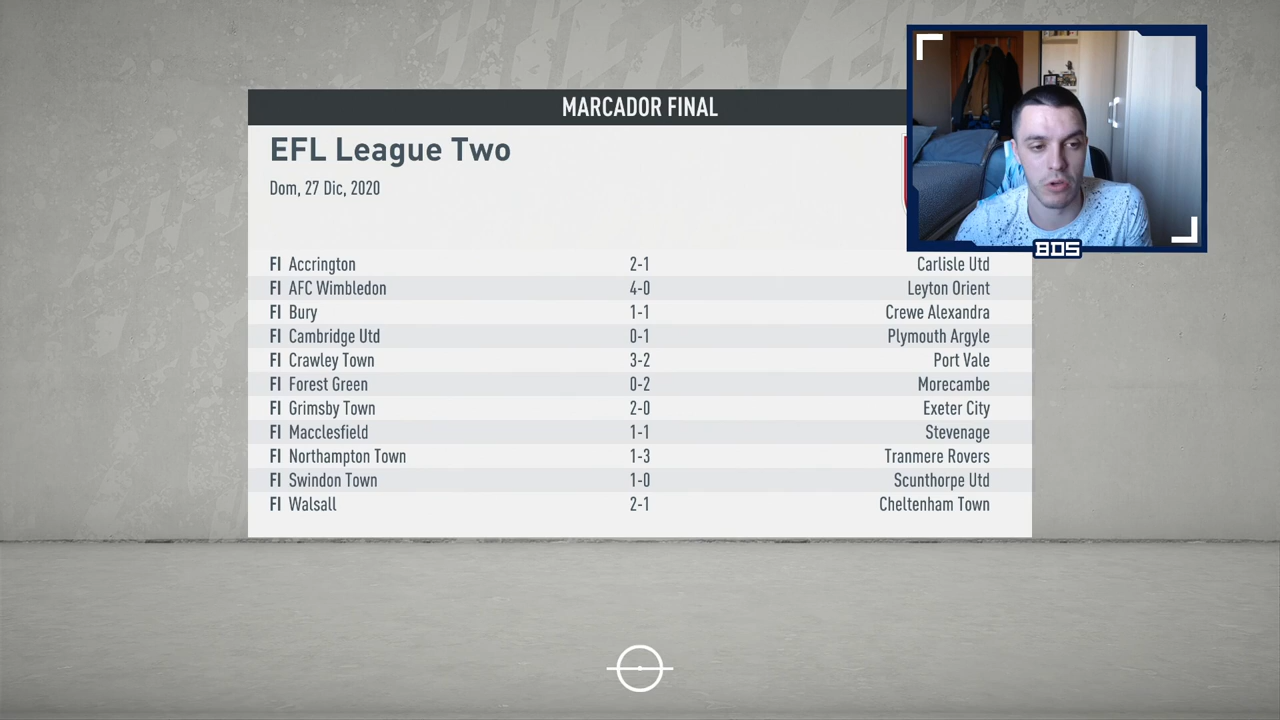 MARCADOR FINAL
EFL League Two
Dom, 27 Dic, 2020
FI Accrington 2-1 Carlisle Utd
FI AFC Wimbledon 4-0 Leyton Orient
FI Bury 1-1 Crewe Alexandra
FI Cambridge Utd 0-1 Plymouth Argyle
FI Crawley Town 3-2 Port Vale
FI Forest Green 0-2 Morecambe
FI Grimsby Town 2-0 Exeter City
FI Macclesfield 1-1 Stevenage
FI Northampton Town 1-3 Tranmere Rovers
FI Swindon Town 1-0 Scunthorpe Utd
FI Walsall 2-1 Cheltenham Town
BDS